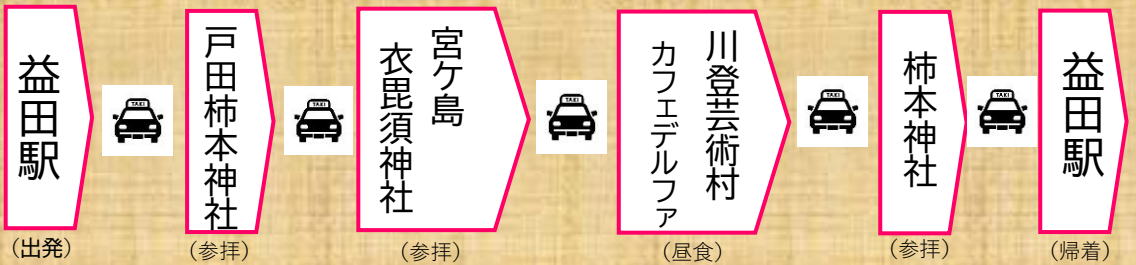 益田駅
(出発)
TAXI
戸田柿本神社
(参拝)
TAXI
宮ケ島
衣毘須神社
(参拝)
TAXI
川登芸術村
カフェデルファ
(昼食)
TAXI
柿本神社
(参拝)
TAXI
益田駅
(帰着)